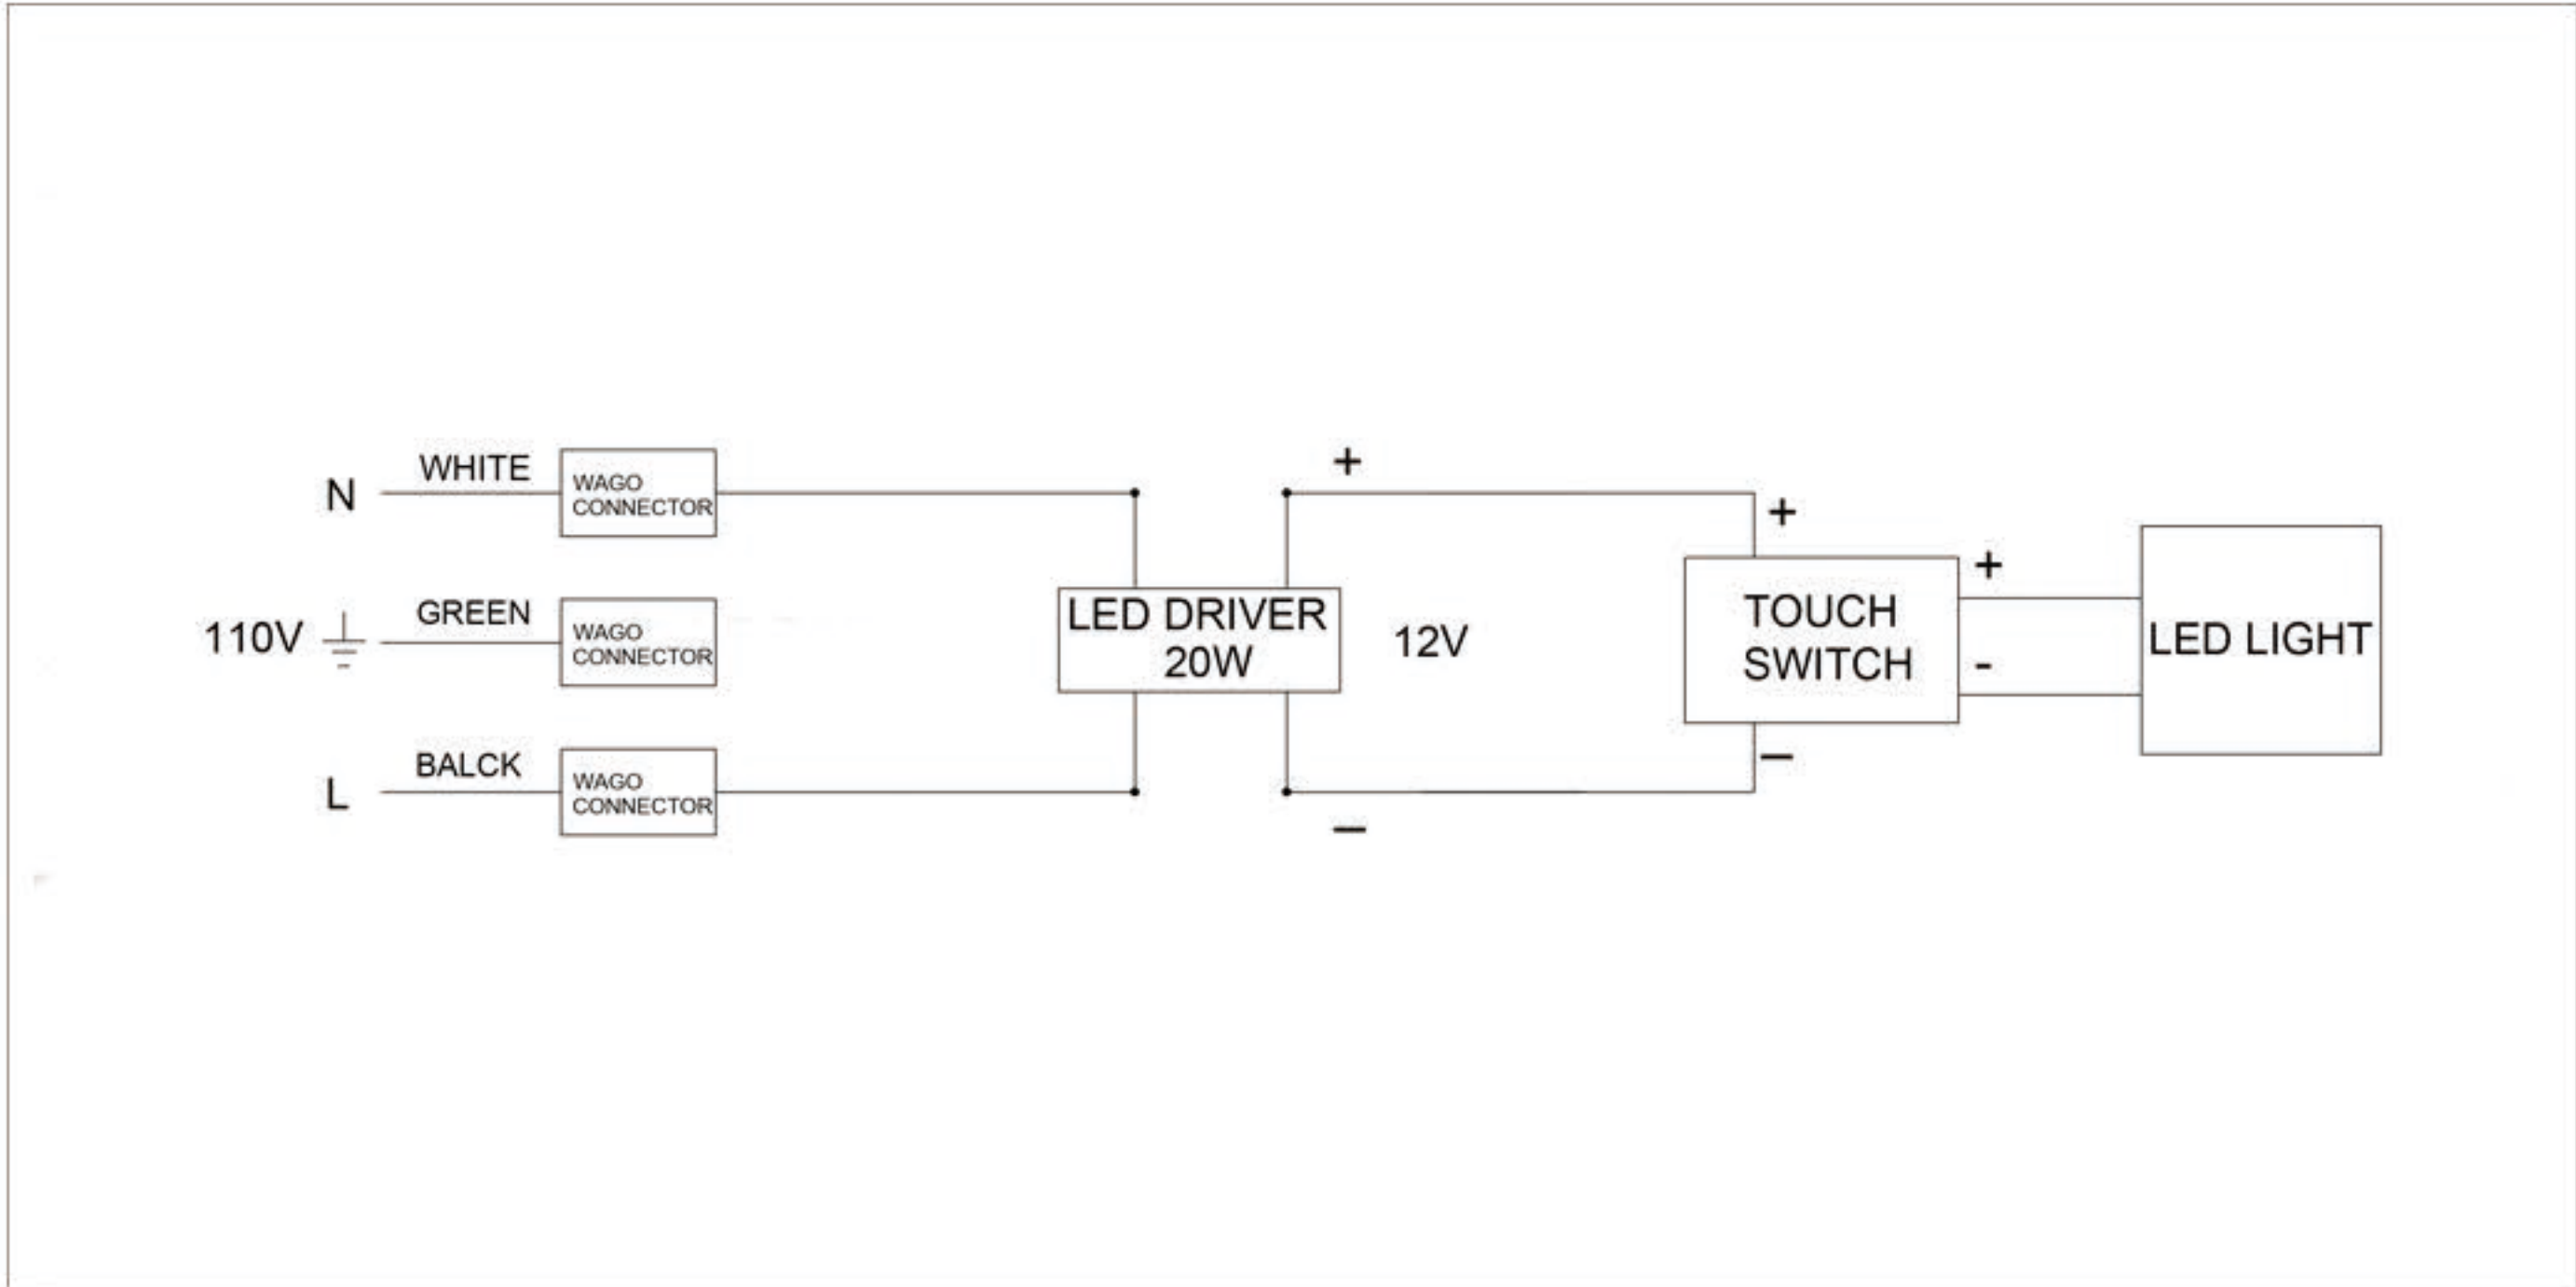 N
WHITE
WAGO
CONNECTOR
110V
GREEN
WAGO
CONNECTOR
L
BALCK
WAGO
CONNECTOR
+
LED DRIVER
20W
12V
–
+
TOUCH
SWITCH
–
+
-
LED LIGHT